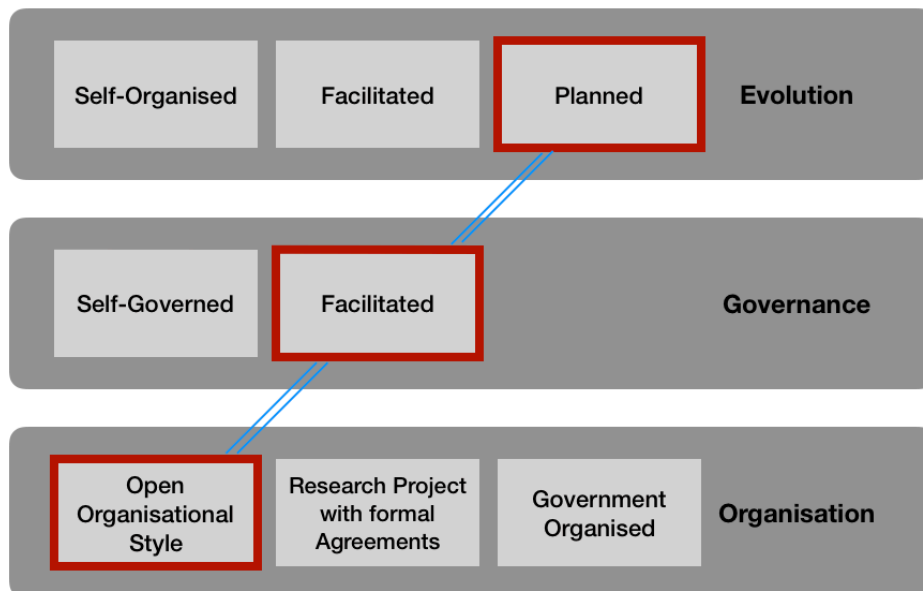 Self-Organised
Facilitated
Planned
Evolution
Self-Governed
Facilitated
Governance
Open
Organisational
Style
Research Project
with formal
Agreements
Government
Organised
Organisation